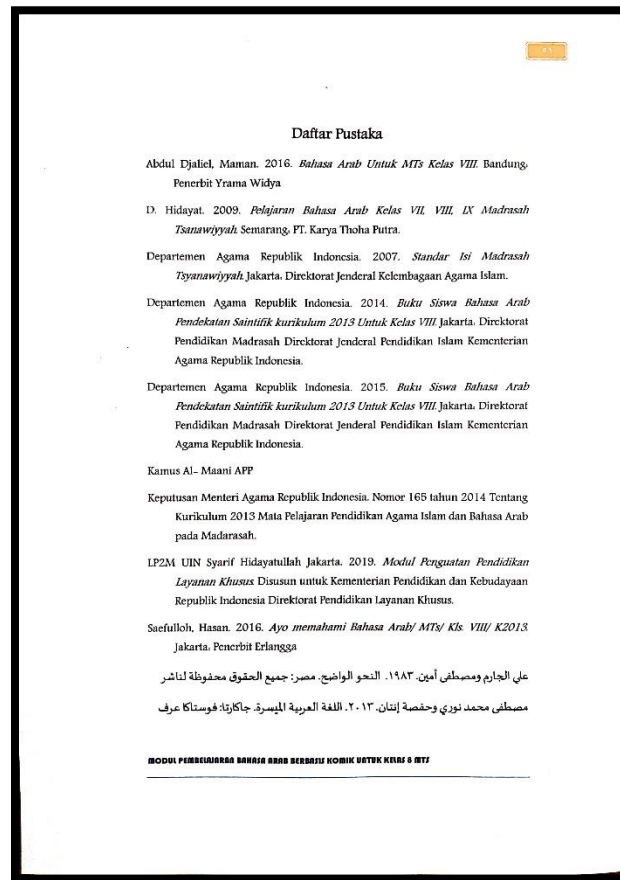 Daftar Pustaka
Abdul Djaliel, Maman. 2016. Bahasa Arab Untuk MTs Kelas VIII. Bandung,
Penerbit Yrama Widya
D. Hidayat. 2009. Pelajaran Bahasa Arab Kelas VII, VIII, IX Madrasah
Tsanawiyyah. Semarang, PT. Karya Thoha Putra.
Departemen Agama Republik Indonesia. 2007. Standar Isi Madrasah
Tsyanawiyyah. Jakarta, Direktorat Jenderal Kelembagaan Agama Islam.
Departemen Agama Republik Indonesia. 2014. Buku Siswa Bahasa Arab
Pendekatan Saintifik kurikulum 2013 Untuk Kelas VIII. Jakarta, Direktorat
Pendidikan Madrasah Direktorat Jenderal Pendidikan Islam Kementerian
Agama Republik Indonesia.
Departemen Agama Republik Indonesia. 2015. Buku Siswa Bahasa Arab
Pendekatan Saintifik kurikulum 2013 Untuk Kelas VIII. Jakarta, Direktorat
Pendidikan Madrasah Direktorat Jenderal Pendidikan Islam Kementerian
Agama Republik Indonesia.
Kamus Al- Maani APP
Keputusan Menteri Agama Republik Indonesia. Nomor 165 tahun 2014 Tentang
Kurikulum 2013 Mata Pelajaran Pendidikan Agama Islam dan Bahasa Arab
pada Madarasah.
LP2M UIN Syarif Hidayatullah Jakarta. 2019. Modul Penguatan Pendidikan
Layanan Khusus. Disusun untuk Kementerian Pendidikan dan Kebudayaan
Republik Indonesia Direktorat Pendidikan Layanan Khusus.
Saefulloh, Hasan. 2016. Ayo memahami Bahasa Arab/ MTs/ Kls. VIII/ K2013.
Jakarta, Penerbit Erlangga
علي الجارم ومصطفى أمين. ١٩٨٣. النحو الواضح. مصر: جميع الحقوق محفوظة لناشر
مصطفى محمد نوري وحفصة إنتان. ٢٠١٣. اللغة العربية الميسرة. جاكارتا: فوستاكا عرف
MODUL PEMBELAJARAN BAHASA ARAB BERBASIS KOMIK UNTUK KELAS 8 MTS